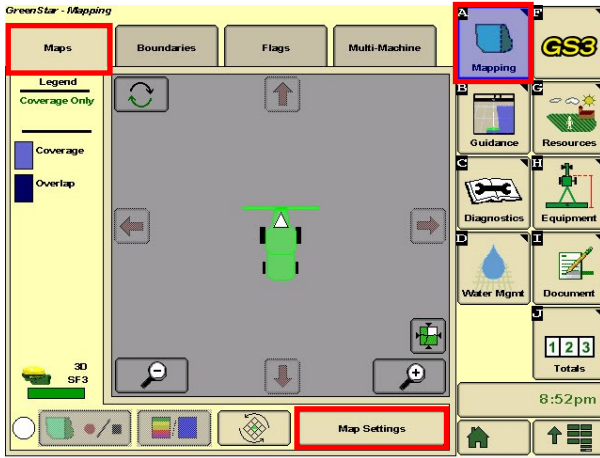 GreenStar - Mapping
Maps
Boundaries
Flags
Multi-Machine
Legend
Coverage Only
Coverage
Overlap
3D
SF3
Map Settings
A
Mapping
F
GS3
B
Guidance
G
Resources
C
Diagnostics
H
Equipment
D
Water Mgmt
I
Document
J
1 2 3
Totals
8:52pm